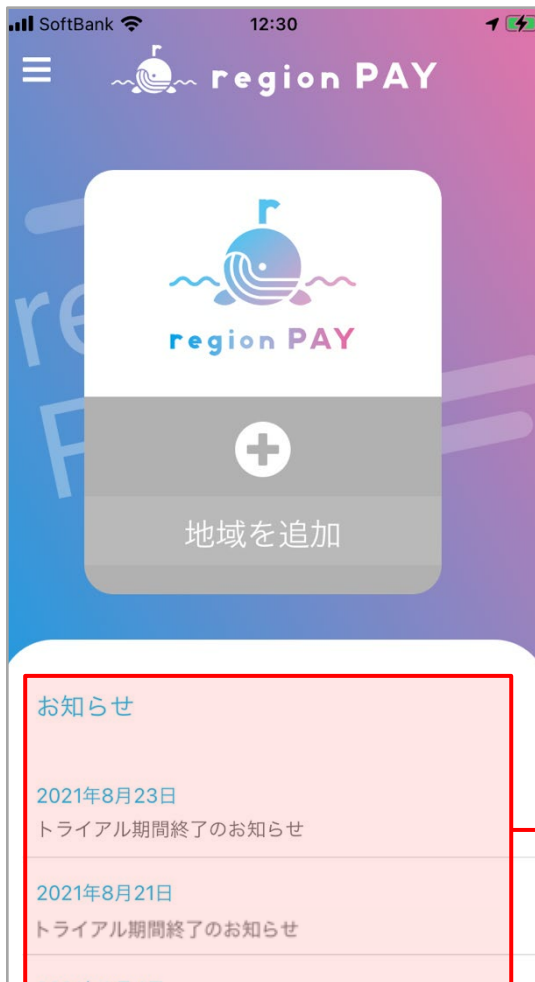 SoftBank 12:30
region PAY
re
P
r
region PAY
地域を追加
お知らせ
2021年8月23日
トライアル期間終了のお知らせ
2021年8月21日
トライアル期間終了のお知らせ